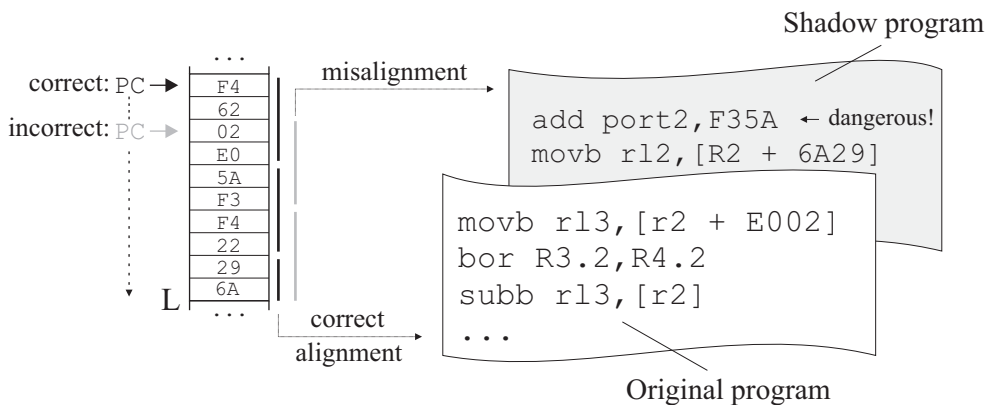 Shadow program
. . .
correct: PC
misalignment
F4
62
02
incorrect: PC
E0
5A
F3
F4
22
29
6A
L
. . .
add port2,F35A
dangerous!
movb rl2,[R2 + 6A29]
movb rl3,[r2 + E002]
bor R3.2,R4.2
subb rl3,[r2]
...
correct
alignment
Original program